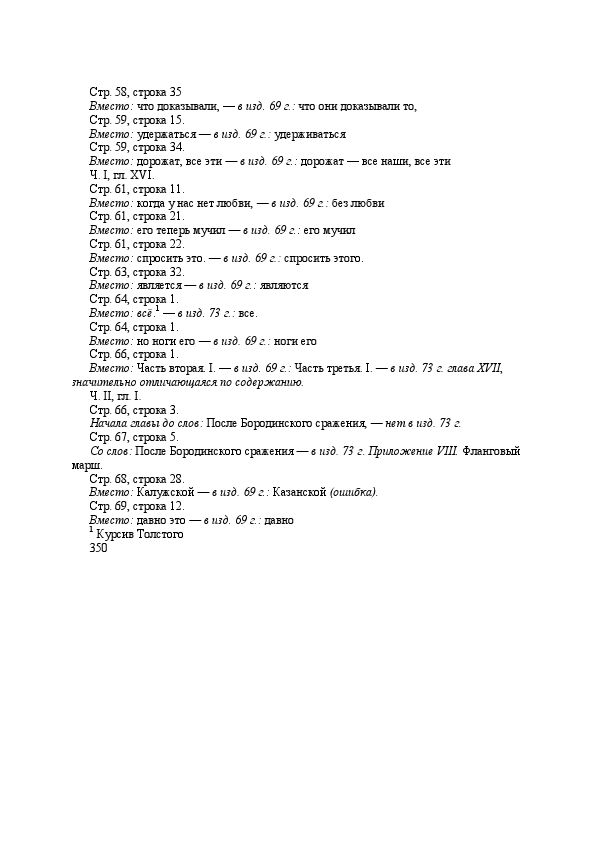 Стр. 58, строка 35
Вместо: что доказывали, — в изд. 69 г.: что они доказывали то,
Стр. 59, строка 15.
Вместо: удержаться — в изд. 69 г.: удерживаться
Стр. 59, строка 34.
Вместо: дорожат, все эти — в изд. 69 г.: дорожат — все наши, все эти
Ч. I, гл. XVI.
Стр. 61, строка 11.
Вместо: когда у нас нет любви, — в изд. 69 г.: без любви
Стр. 61, строка 21.
Вместо: его теперь мучил — в изд. 69 г.: его мучил
Стр. 61, строка 22.
Вместо: спросить это. — в изд. 69 г.: спросить этого.
Стр. 63, строка 32.
Вместо: является — в изд. 69 г.: являются
Стр. 64, строка 1.
Вместо: всё.¹ — в изд. 73 г.: все.
Стр. 64, строка 1.
Вместо: но ноги его — в изд. 69 г.: ноги его
Стр. 66, строка 1.
Вместо: Часть вторая. I. — в изд. 69 г.: Часть третья. I. — в изд. 73 г. глава XVII,
значительно отличающаяся по содержанию.
Ч. II, гл. I.
Стр. 66, строка 3.
Начала главы до слов: После Бородинского сражения, — нет в изд. 73 г.
Стр. 67, строка 5.
Со слов: После Бородинского сражения — в изд. 73 г. Приложение VIII. Фланговый
марш.
Стр. 68, строка 28.
Вместо: Калужской — в изд. 69 г.: Казанской (ошибка).
Стр. 69, строка 12.
Вместо: давно это — в изд. 69 г.: давно
¹ Курсив Толстого
350